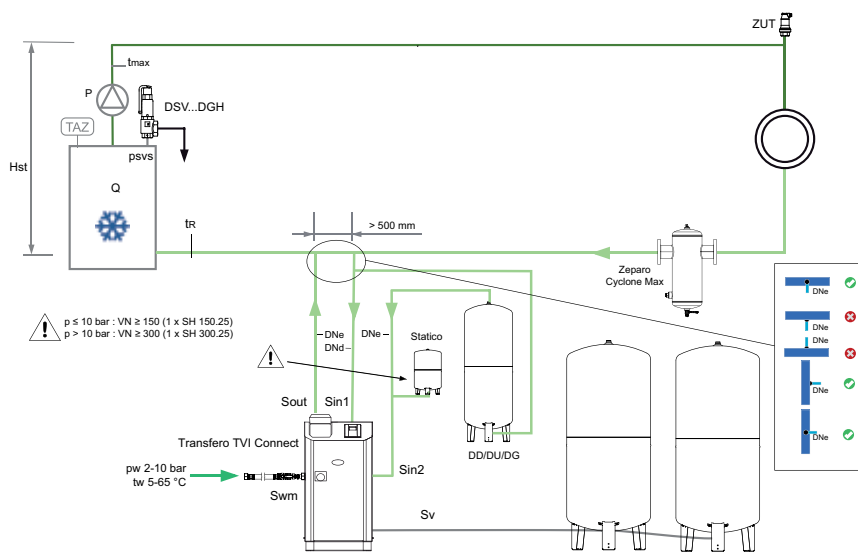 ZUT
tmax
P
DSV...DGH
TAZ
psvs
Hst
Q
tR
> 500 mm
Zeparo
Cyclone Max
DNe
DNe
DNe
DNe
DNe
p ≤ 10 bar : VN ≥ 150 (1 x SH 150.25)
p > 10 bar : VN ≥ 300 (1 x SH 300.25)
DNe
DNd
DNe
Statico
Sout
Sin1
Transfero TVI Connect
DD/DU/DG
Sin2
pw 2-10 bar
tw 5-65 °C
Swm
Sv